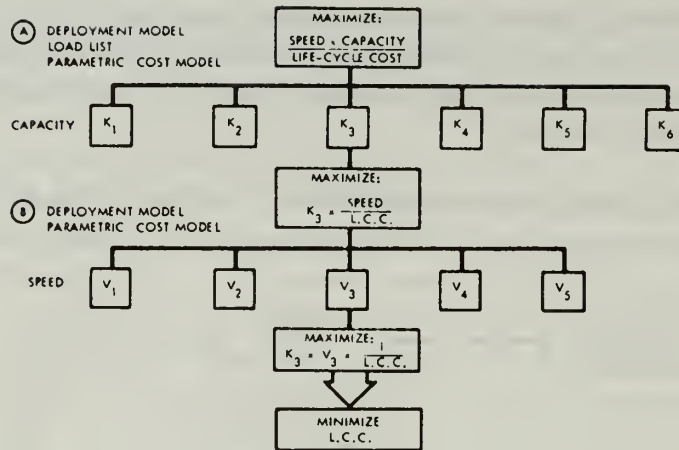 MAXIMIZE:
SPEED × CAPACITY
LIFE-CYCLE COST
A DEPLOYMENT MODEL
LOAD LIST
PARAMETRIC COST MODEL
CAPACITY K1 K2 K3 K4 K5 K6
MAXIMIZE:
K3 × SPEED
L.C.C.
B DEPLOYMENT MODEL
PARAMETRIC COST MODEL
SPEED V1 V2 V3 V4 V5
MAXIMIZE:
K3 × V3 × 1
L.C.C.
MINIMIZE
L.C.C.